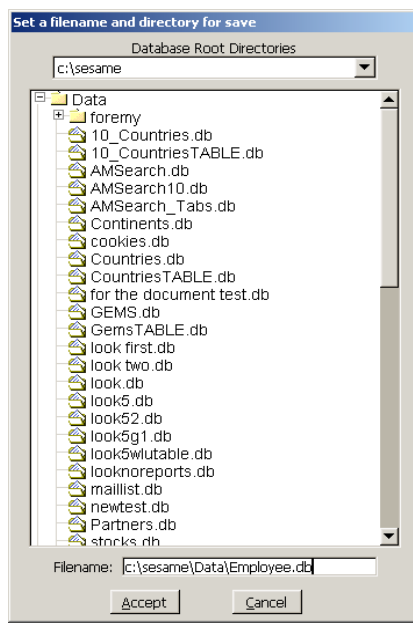 Set a filename and directory for save
Database Root Directories
c:\sesame
Data
foremy
10_Countries.db
10_CountriesTABLE.db
AMSearch.db
AMSearch10.db
AMSearch_Tabs.db
Continents.db
cookies.db
Countries.db
CountriesTABLE.db
for the document test.db
GEMS.db
GemsTABLE.db
look first.db
look two.db
look.db
look5.db
look52.db
look5g1.db
look5wlutable.db
looknoreports.db
maillist.db
newtest.db
Partners.db
stocks.db
Filename: c:\sesame\Data\Employee.db
Accept Cancel